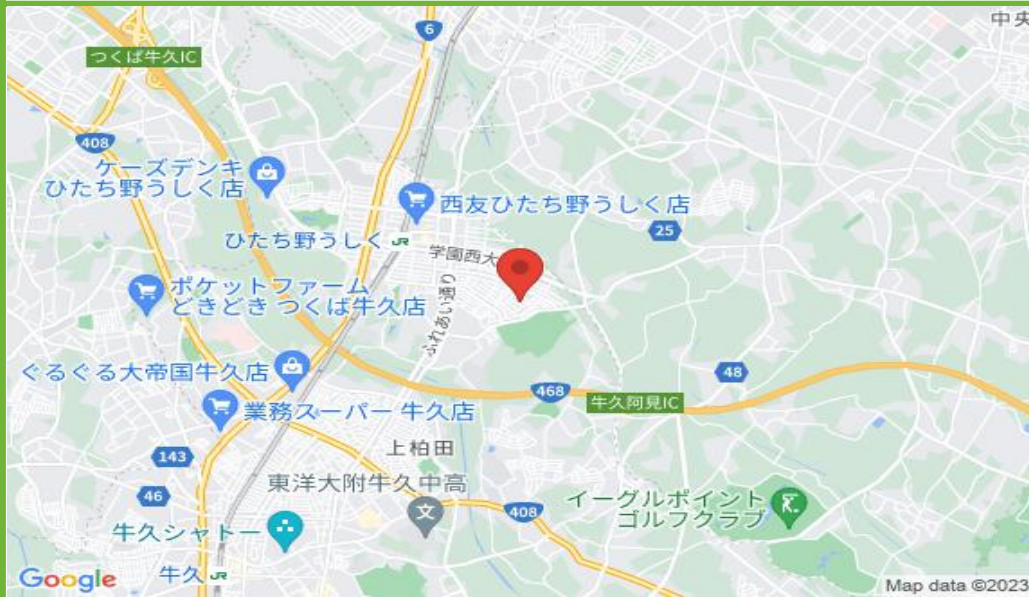 中央
6
つくば牛久IC
408
ケーズデンキ
ひたち野うしく店
西友ひたち野うしく店
25
ひたち野うしく JR
学園西大
ポケットファーム
どきどき つくば牛久店
ふれあい通り
ぐるぐる大帝国牛久店
48
468
牛久阿見IC
業務スーパー 牛久店
上柏田
143
東洋大附牛久中高
46
文
408
イーグルポイント
ゴルフクラブ
牛久シャトー
牛久 JR
Google
Map data ©2023